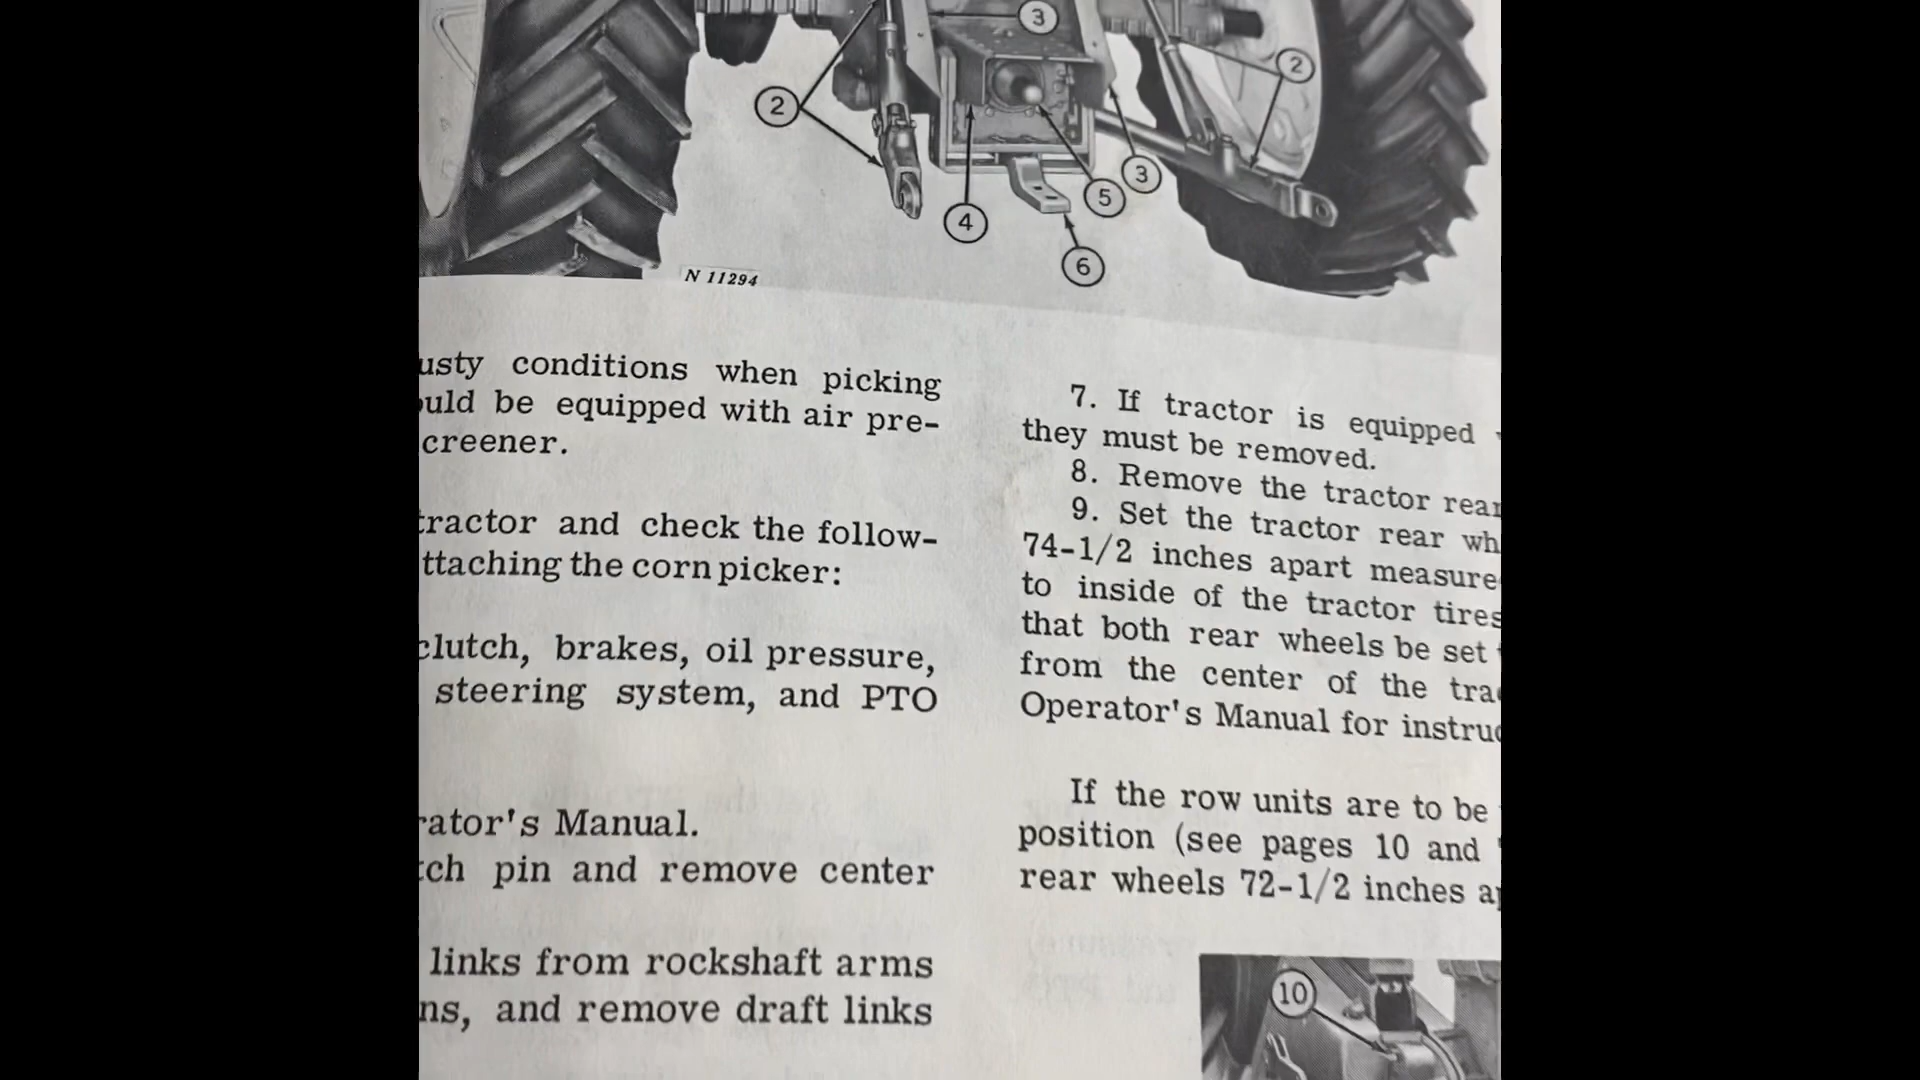 3
2
2
3
5
4
6
N 11294
usty conditions when picking
uld be equipped with air pre-
creener.
tractor and check the follow-
ttaching the corn picker:
clutch, brakes, oil pressure,
steering system, and PTO
rator's Manual.
tch pin and remove center
links from rockshaft arms
ns, and remove draft links
7. If tractor is equipped
they must be removed.
8. Remove the tractor rear
9. Set the tractor rear wh
74-1/2 inches apart measure
to inside of the tractor tires
that both rear wheels be set
from the center of the tra
Operator's Manual for instruc
If the row units are to be
position (see pages 10 and
rear wheels 72-1/2 inches a
10